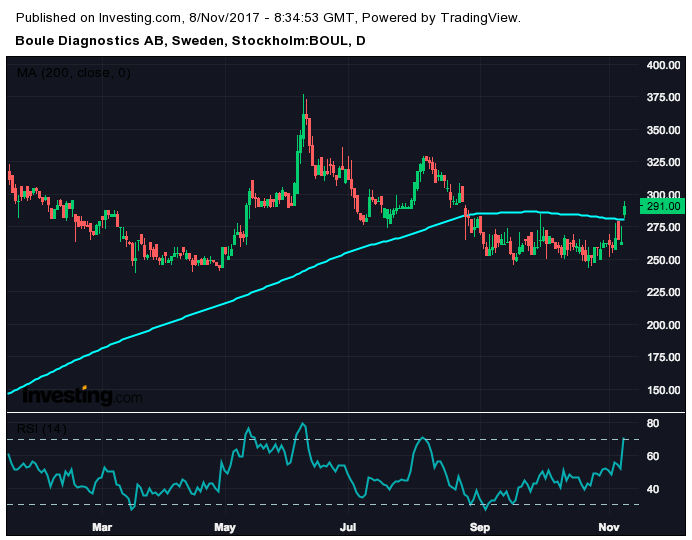 Published on Investing.com, 8/Nov/2017 - 8:34:53 GMT, Powered by TradingView.
Boule Diagnostics AB, Sweden, Stockholm:BOUL, D
MA (200, close, 0)
400.00
375.00
350.00
325.00
300.00
291.00
275.00
250.00
225.00
200.00
175.00
150.00
Investing.com
RSI (14)
80
60
40
Mar May Jul Sep Nov